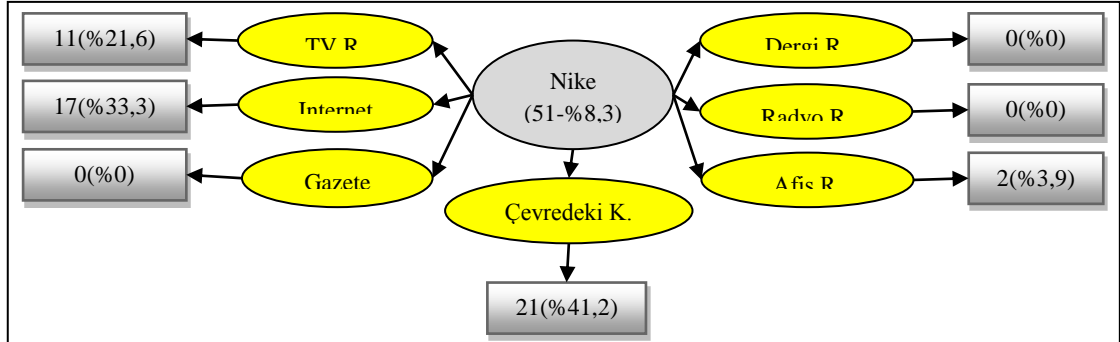 11(%21,6)
TV R.
Nike
(51-%8,3)
Dergi R.
0(%0)
17(%33,3)
Internet
Radyo R.
0(%0)
0(%0)
Gazete
Afiş R.
2(%3,9)
Çevredeki K.
21(%41,2)